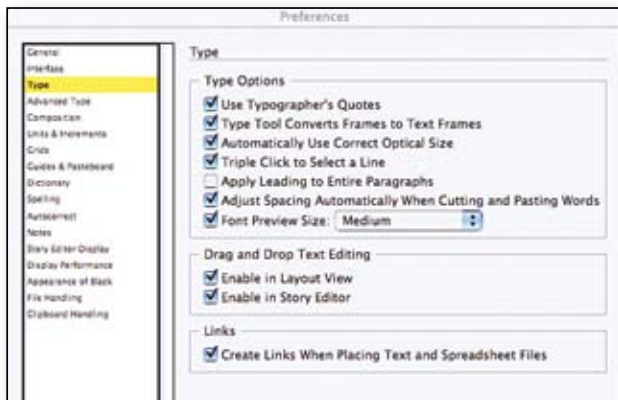 Preferences
General
Interface
Type
Advanced Type
Composition
Units & Increments
Grids
Guides & Pasteboard
Dictionary
Spelling
Autocorrect
Notes
Story Editor Display
Display Performance
Appearance of Black
File Handling
Clipboard Handling
Type
Type Options
Use Typographer's Quotes
Type Tool Converts Frames to Text Frames
Automatically Use Correct Optical Size
Triple Click to Select a Line
Apply Leading to Entire Paragraphs
Adjust Spacing Automatically When Cutting and Pasting Words
Font Preview Size: Medium
Drag and Drop Text Editing
Enable in Layout View
Enable in Story Editor
Links
Create Links When Placing Text and Spreadsheet Files